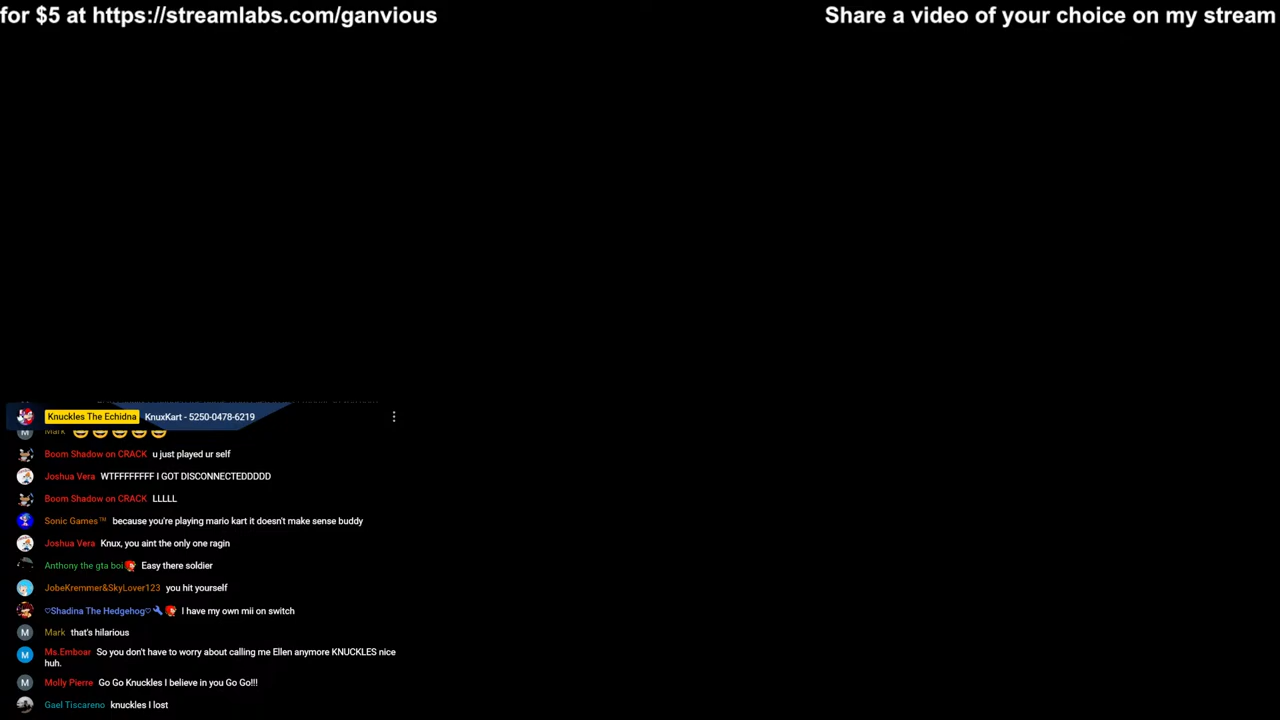 for $5 at https://streamlabs.com/ganvious
Share a video of your choice on my stream
Knuckles The Echidna KnuxKart - 5250-0478-6219
Mark
Boom Shadow on CRACK u just played ur self
Joshua Vera WTFFFFFFFF I GOT DISCONNECTEDDDDD
Boom Shadow on CRACK LLLLL
Sonic Games™ because you're playing mario kart it doesn't make sense buddy
Joshua Vera Knux, you aint the only one ragin
Anthony the gta boi Easy there soldier
JobeKremmer&SkyLover123 you hit yourself
♡Shadina The Hedgehog♡ I have my own mii on switch
M Mark that's hilarious
M Ms.Emboar So you don't have to worry about calling me Ellen anymore KNUCKLES nice
huh.
M Molly Pierre Go Go Knuckles I believe in you Go Go!!!
Gael Tiscareno knuckles I lost